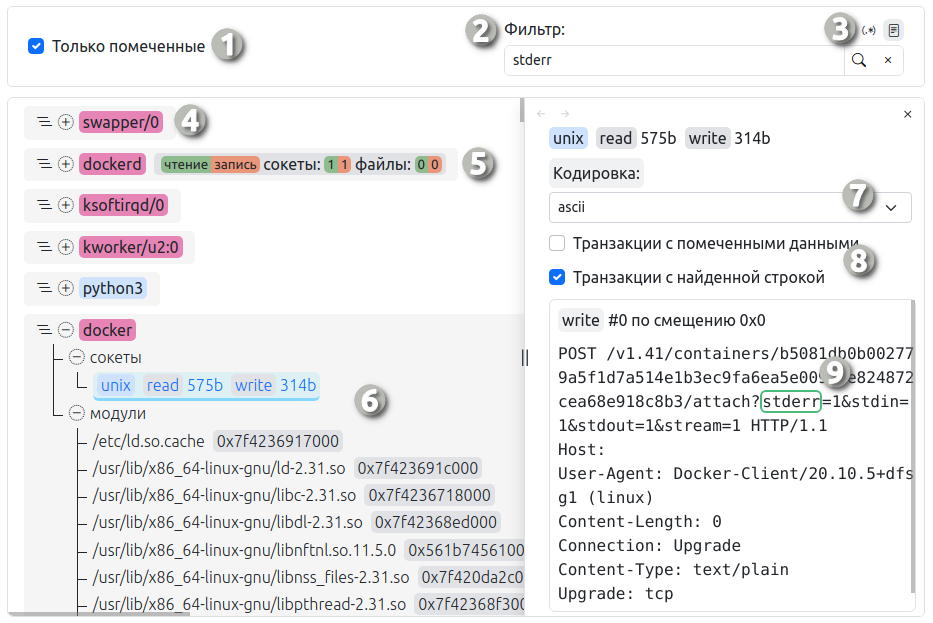 Только помеченные 1
2 Фильтр: 3 (.*)
stderr ×
swapper/0 4
dockerd чтение запись сокеты: 1 1 файлы: 0 0 5
ksoftirqd/0
kworker/u2:0
python3
docker
сокеты
unix read 575b write 314b
6
модули
/etc/ld.so.cache 0x7f4236917000
/usr/lib/x86_64-linux-gnu/ld-2.31.so 0x7f423691c000
/usr/lib/x86_64-linux-gnu/libc-2.31.so 0x7f4236718000
/usr/lib/x86_64-linux-gnu/libdl-2.31.so 0x7f42368ed000
/usr/lib/x86_64-linux-gnu/libnftnl.so.11.5.0 0x561b7456100
/usr/lib/x86_64-linux-gnu/libnss_files-2.31.so 0x7f420da2c0
/usr/lib/x86_64-linux-gnu/libpthread-2.31.so 0x7f42368f300
← → ×
unix read 575b write 314b
Кодировка:
7
ascii
Транзакции с помеченными данными
8
Транзакции с найденной строкой
write #0 по смещению 0x0
POST /v1.41/containers/b5081db0b00277
9a5f1d7a514e1b3ec9fa6ea5e00 9 e824872
cea68e918c8b3/attach?stderr=1&stdin=
1&stdout=1&stream=1 HTTP/1.1
Host:
User-Agent: Docker-Client/20.10.5+dfs
g1 (linux)
Content-Length: 0
Connection: Upgrade
Content-Type: text/plain
Upgrade: tcp